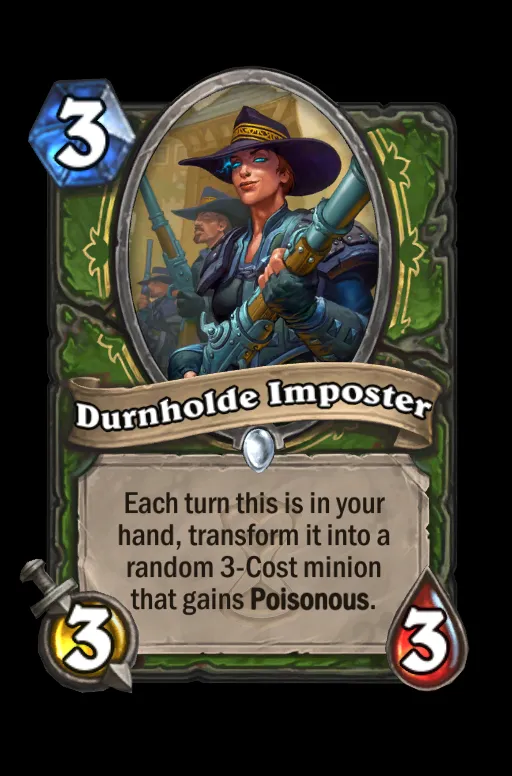 3
Durnholde Imposter
Each turn this is in your
hand, transform it into a
random 3-Cost minion
that gains Poisonous.
3
3